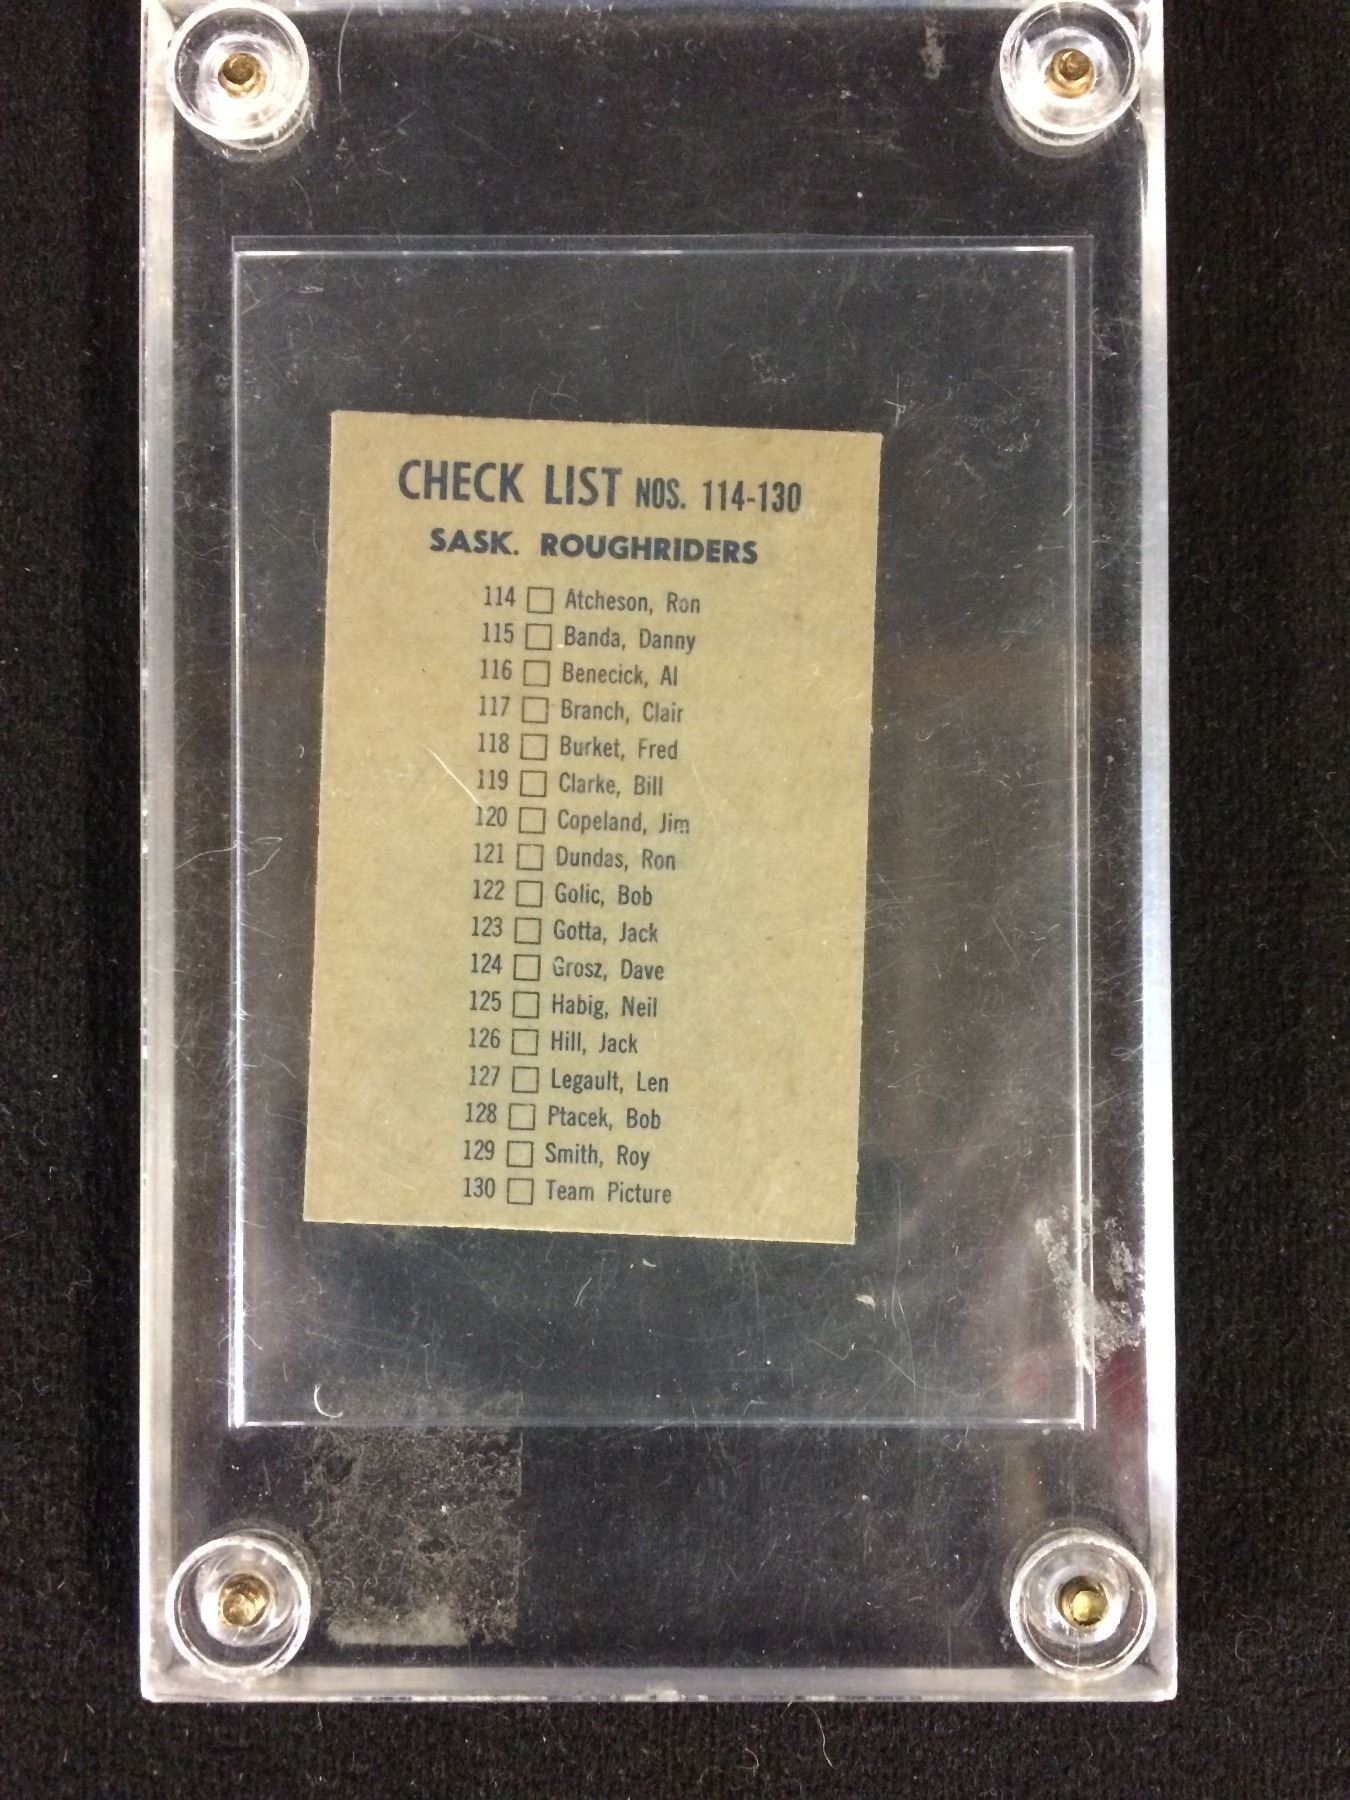 CHECK LIST NOS. 114-130
SASK. ROUGHRIDERS
114 Atcheson, Ron
115 Banda, Danny
116 Benecick, Al
117 Branch, Clair
118 Burket, Fred
119 Clarke, Bill
120 Copeland, Jim
121 Dundas, Ron
122 Golic, Bob
123 Gotta, Jack
124 Grosz, Dave
125 Habig, Neil
126 Hill, Jack
127 Legault, Len
128 Ptacek, Bob
129 Smith, Roy
130 Team Picture